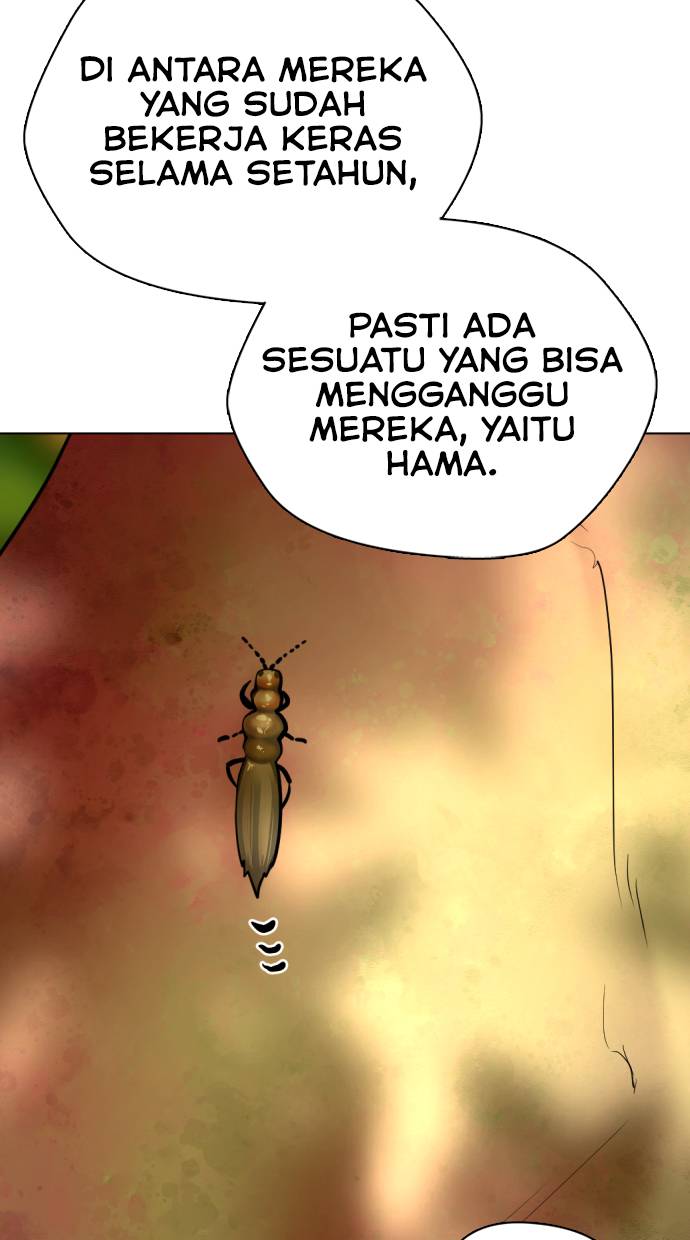 DI ANTARA MEREKA
YANG SUDAH
BEKERJA KERAS
SELAMA SETAHUN,
PASTI ADA
SESUATU YANG BISA
MENGGANGGU
MEREKA, YAITU
HAMA.